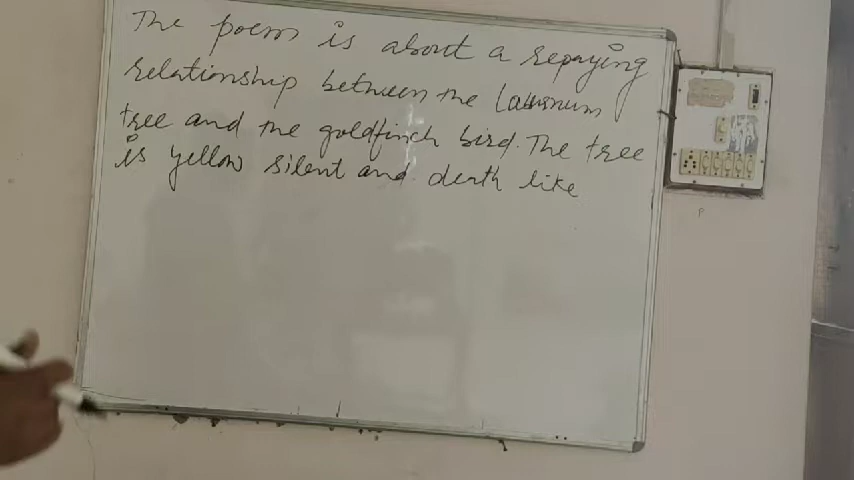 The poem is about a repaying
relationship between the Laburnum
tree and the goldfinch bird. The tree
is yellow silent and death like